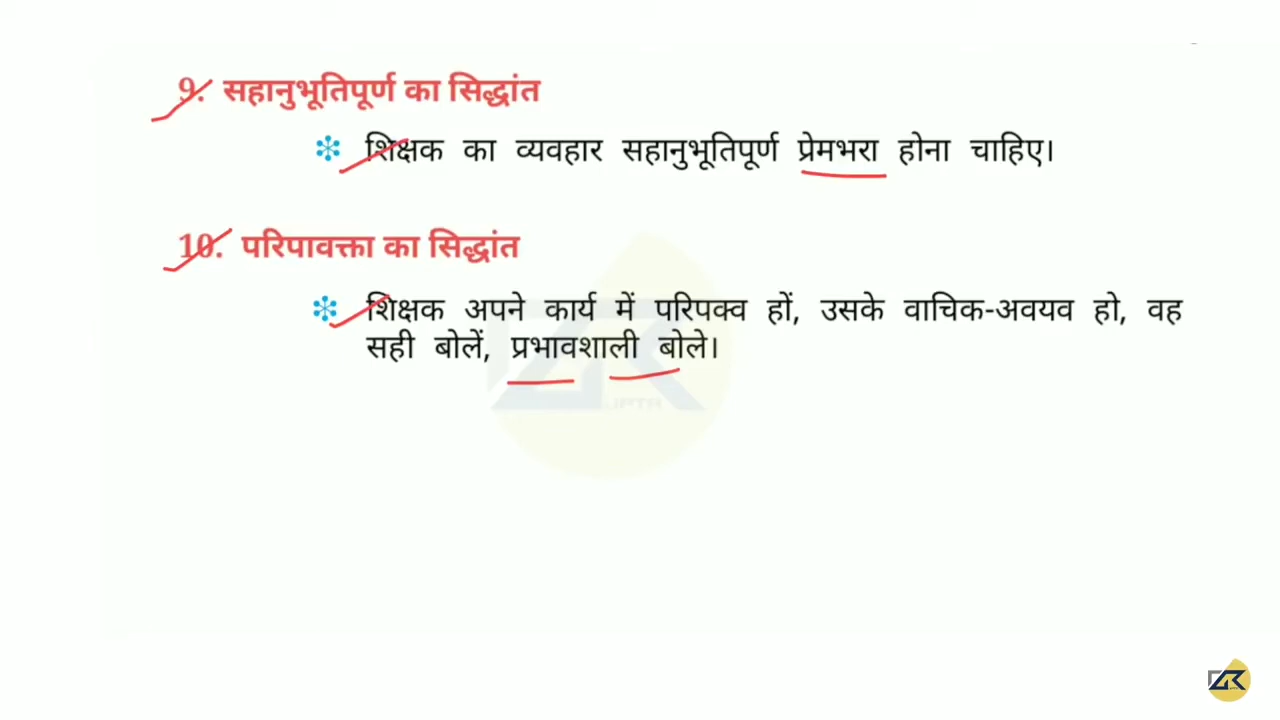 9. सहानुभूतिपूर्ण का सिद्धांत
शिक्षक का व्यवहार सहानुभूतिपूर्ण प्रेमभरा होना चाहिए।
10. परिपावक्ता का सिद्धांत
शिक्षक अपने कार्य में परिपक्व हों, उसके वाचिक-अवयव हो, वह
सही बोलें, प्रभावशाली बोले।